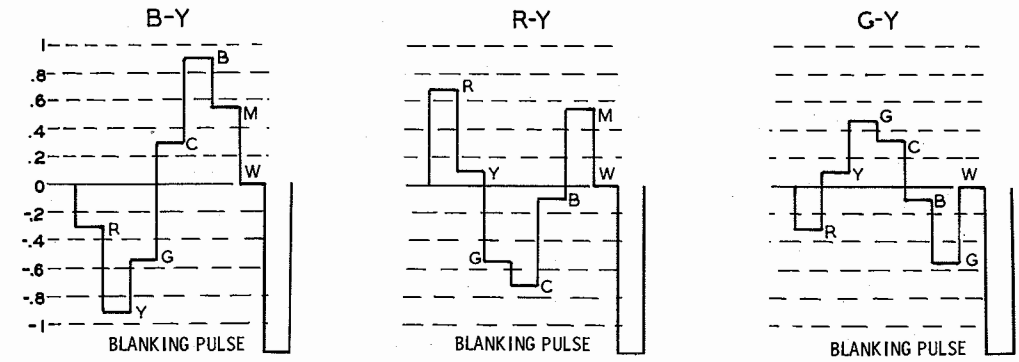 B-Y
R-Y
G-Y
1
.8
.6
.4
.2
0
-.2
-.4
-.6
-.8
-1
R
Y
G
C
B
M
W
BLANKING PULSE
R
Y
G
C
B
M
W
BLANKING PULSE
R
Y
G
C
B
G
W
BLANKING PULSE